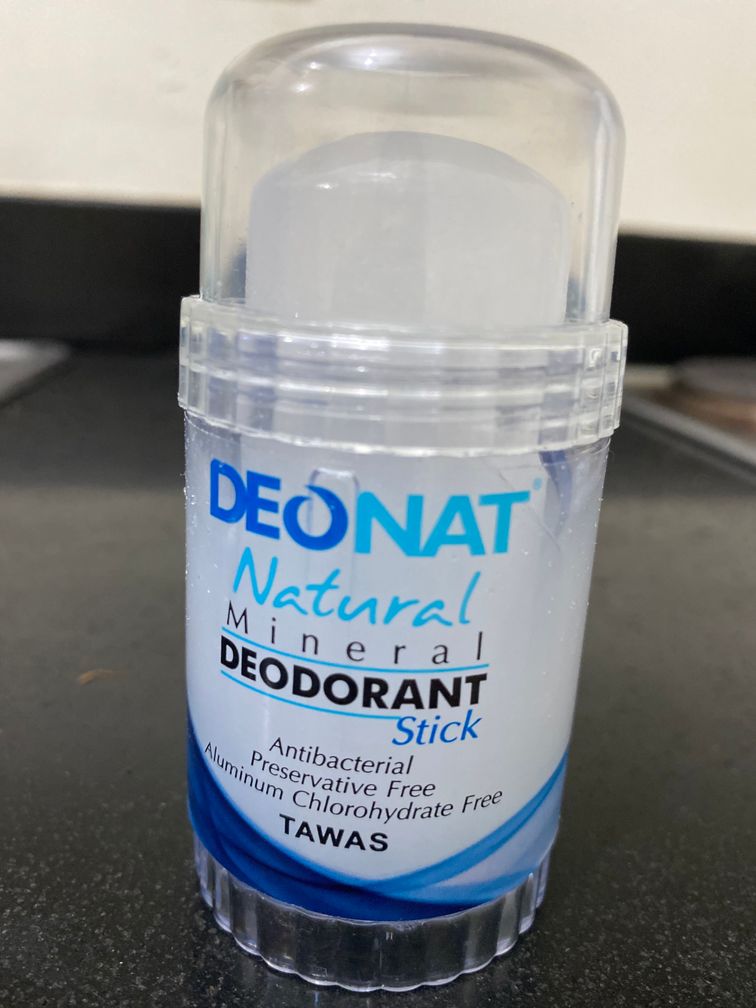 DEONAT®
Natural
Mineral
DEODORANT
Stick
Antibacterial
Preservative Free
Aluminum Chlorohydrate Free
TAWAS